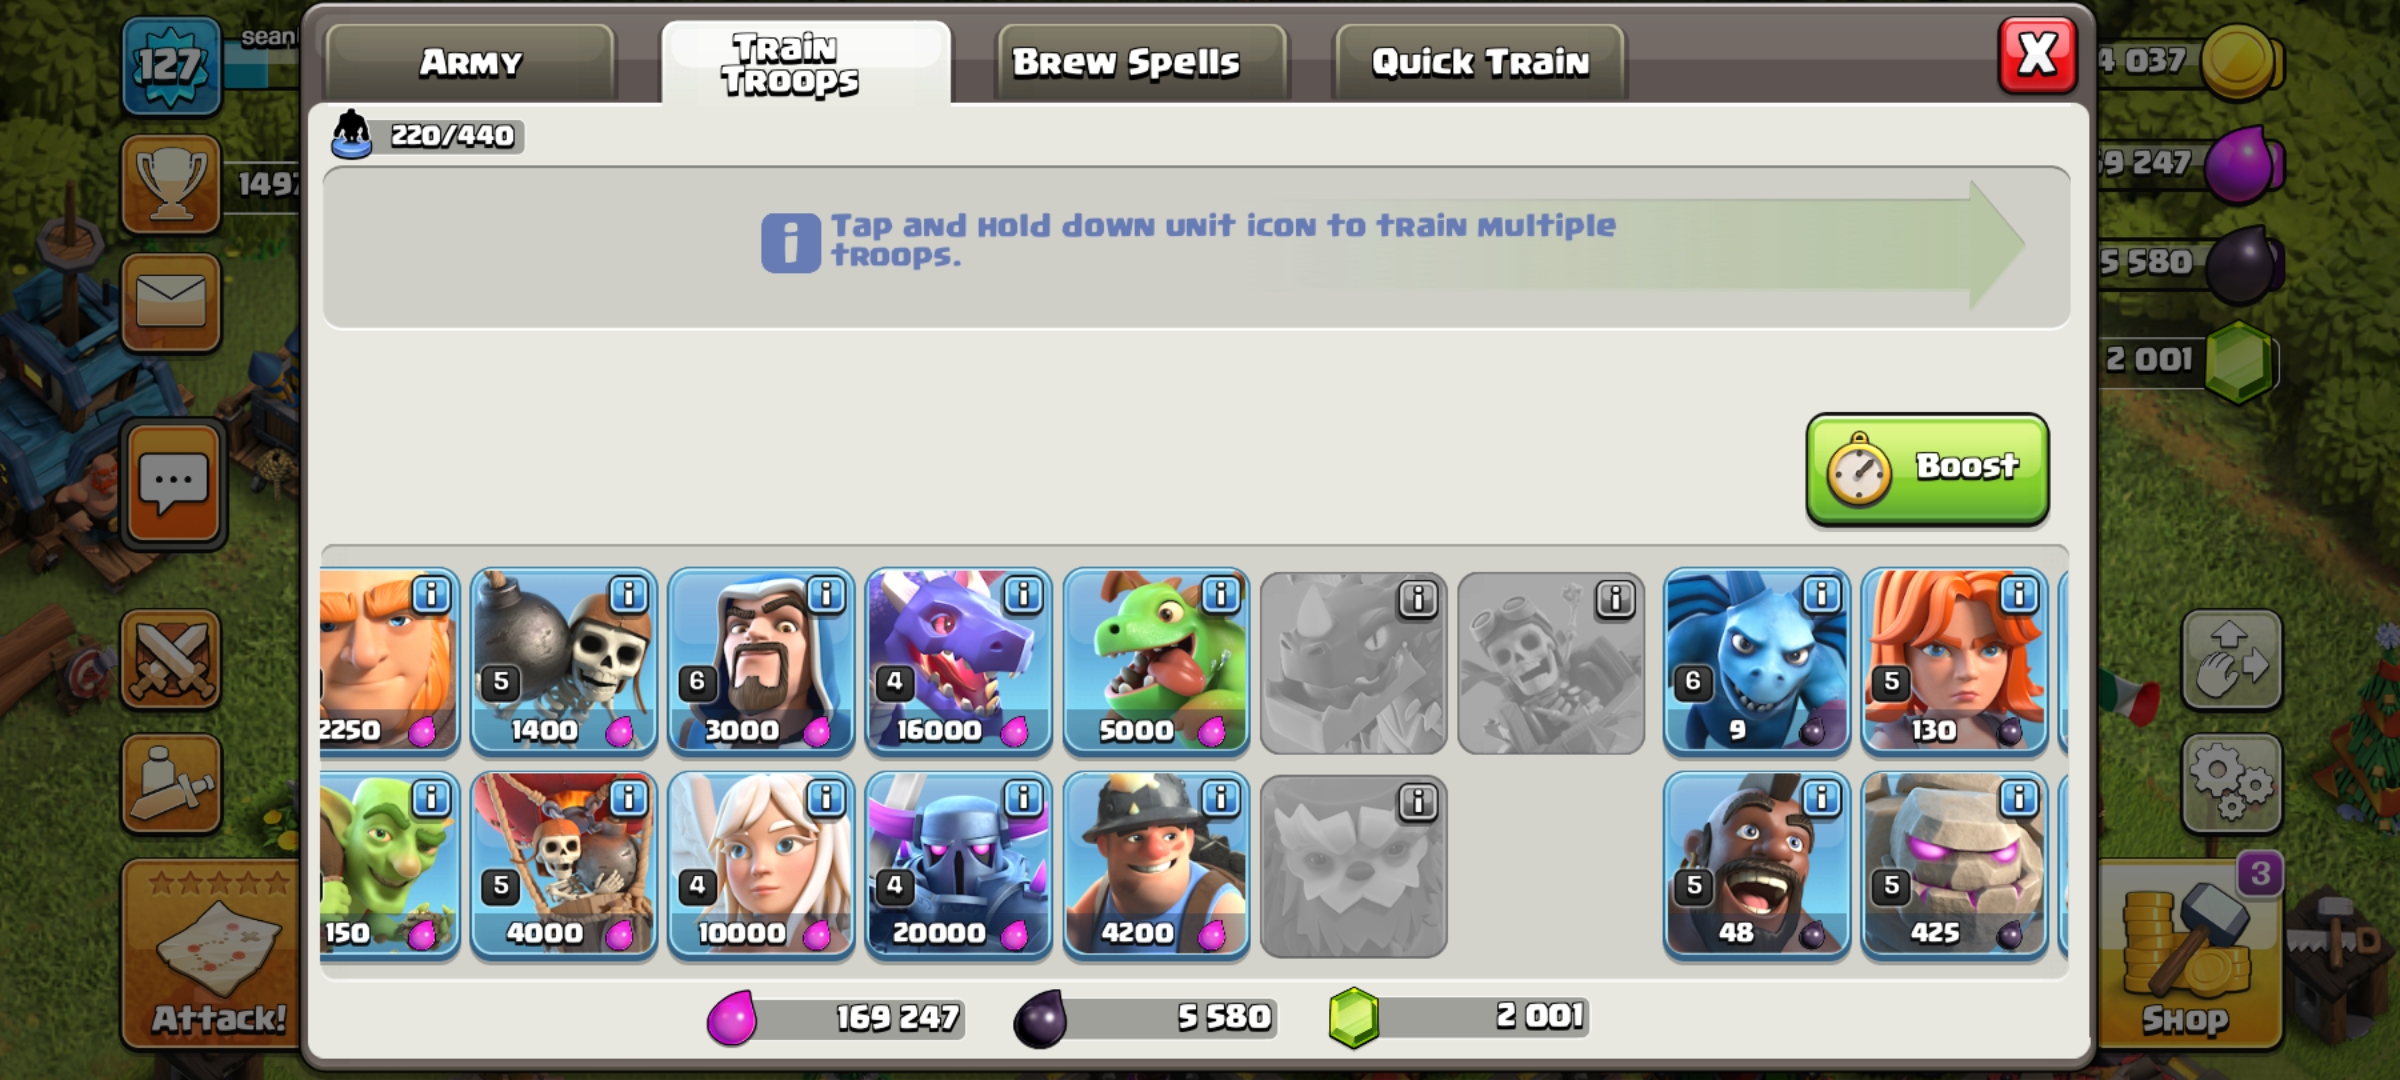 127
sean
Army
Train
Troops
Brew Spells
Quick Train
X
4 037
220/440
149
9 247
Tap and hold down unit icon to train multiple
troops.
5 580
2 001
Boost
2250
5
1400
6
3000
4
16000
5000
6
9
5
130
150
5
4000
4
10000
4
20000
4200
5
48
5
425
3
Attack!
Shop
169 247
5 580
2 001